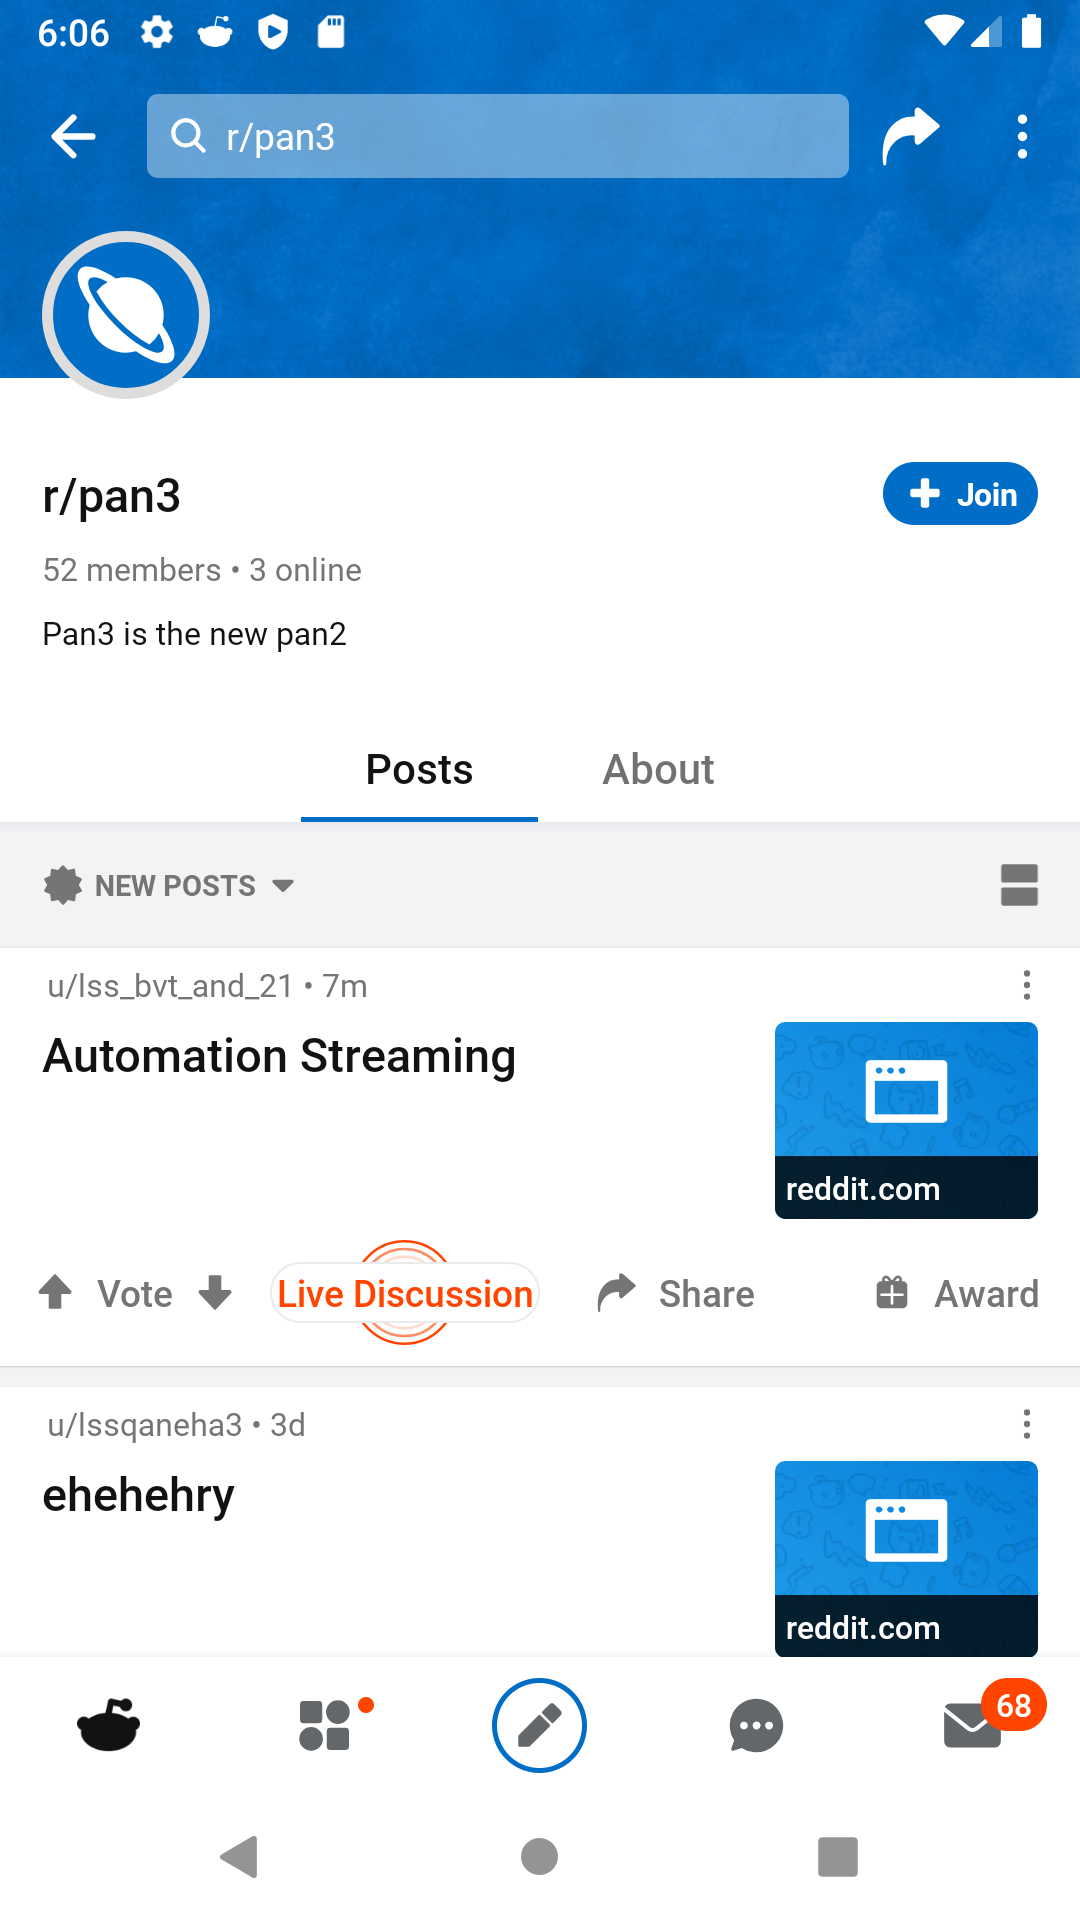 6:06
r/pan3
r/pan3
Join
52 members • 3 online
Pan3 is the new pan2
Posts
About
NEW POSTS
u/lss_bvt_and_21 • 7m
Automation Streaming
reddit.com
Vote
Live Discussion
Share
Award
u/lssqaneha3 • 3d
ehehehry
reddit.com
68